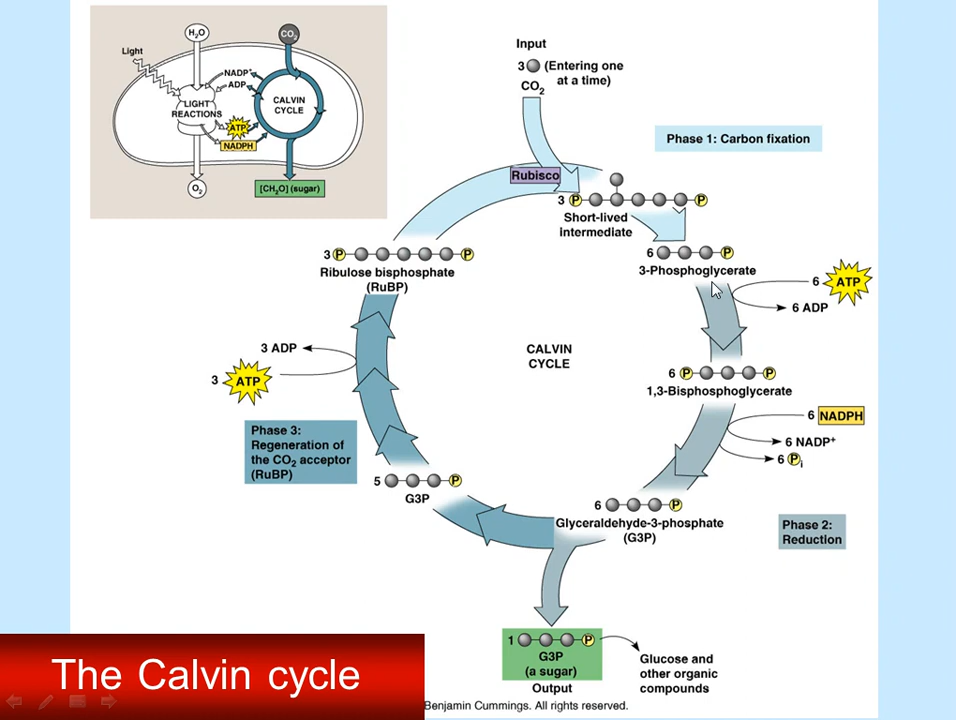 H₂O
CO₂
Light
NADP⁺
ADP
LIGHT
REACTIONS
CALVIN
CYCLE
ATP
NADPH
O₂
[CH₂O] (sugar)
Input
3 (Entering one
at a time)
CO₂
Phase 1: Carbon fixation
Rubisco
3 P P
Short-lived
intermediate
3 P P
Ribulose bisphosphate
(RuBP)
6 P
3-Phosphoglycerate
6 ATP
6 ADP
3 ADP
3 ATP
CALVIN
CYCLE
6 P P
1,3-Bisphosphoglycerate
6 NADPH
6 NADP⁺
6 Pᵢ
Phase 3:
Regeneration of
the CO₂ acceptor
(RuBP)
5 P
G3P
6 P
Glyceraldehyde-3-phosphate
(G3P)
Phase 2:
Reduction
1 P
G3P
(a sugar)
Output
Glucose and
other organic
compounds
The Calvin cycle
Benjamin Cummings. All rights reserved.